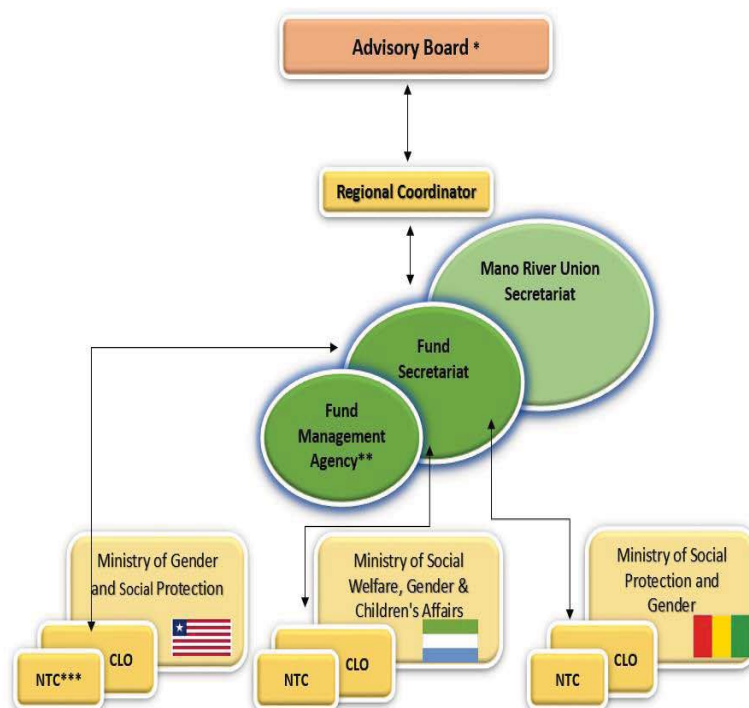 Advisory Board *
Regional Coordinator
Mano River Union
Secretariat
Fund
Secretariat
Fund
Management
Agency**
Ministry of Gender
and Social Protection
CLO
NTC***
Ministry of Social
Welfare, Gender &
Children's Affairs
CLO
NTC
Ministry of Social
Protection and
Gender
CLO
NTC